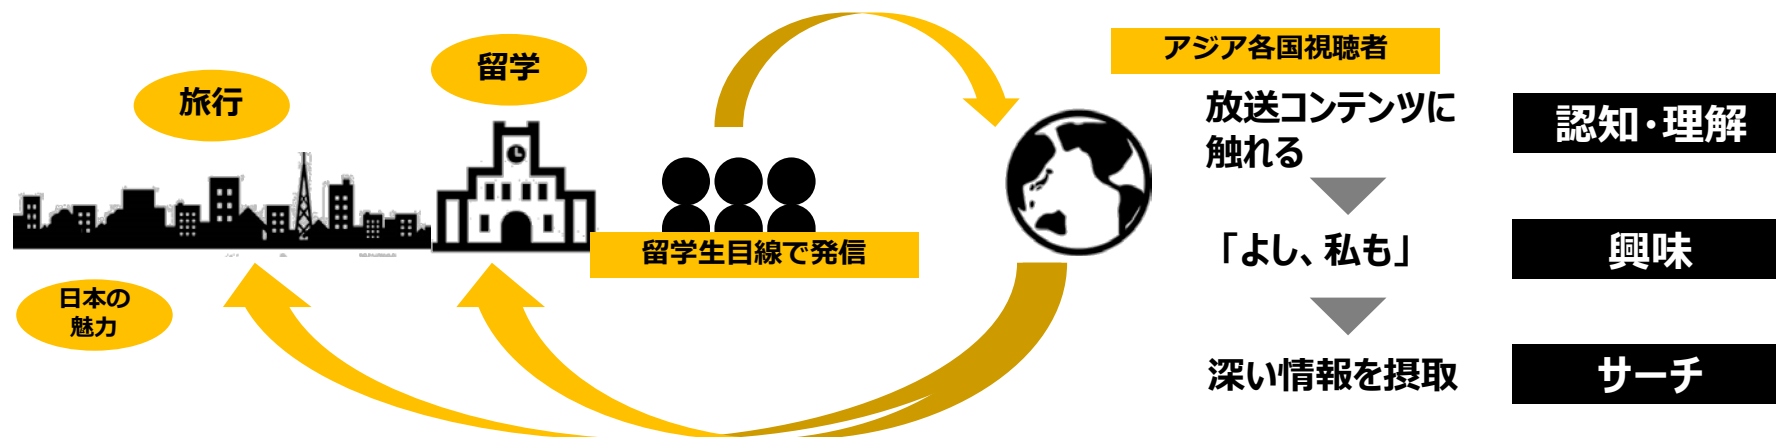 旅行
留学
日本の
魅力
留学生目線で発信
アジア各国視聴者
放送コンテンツに
触れる
認知・理解
「よし、私も」
興味
深い情報を摂取
サーチ